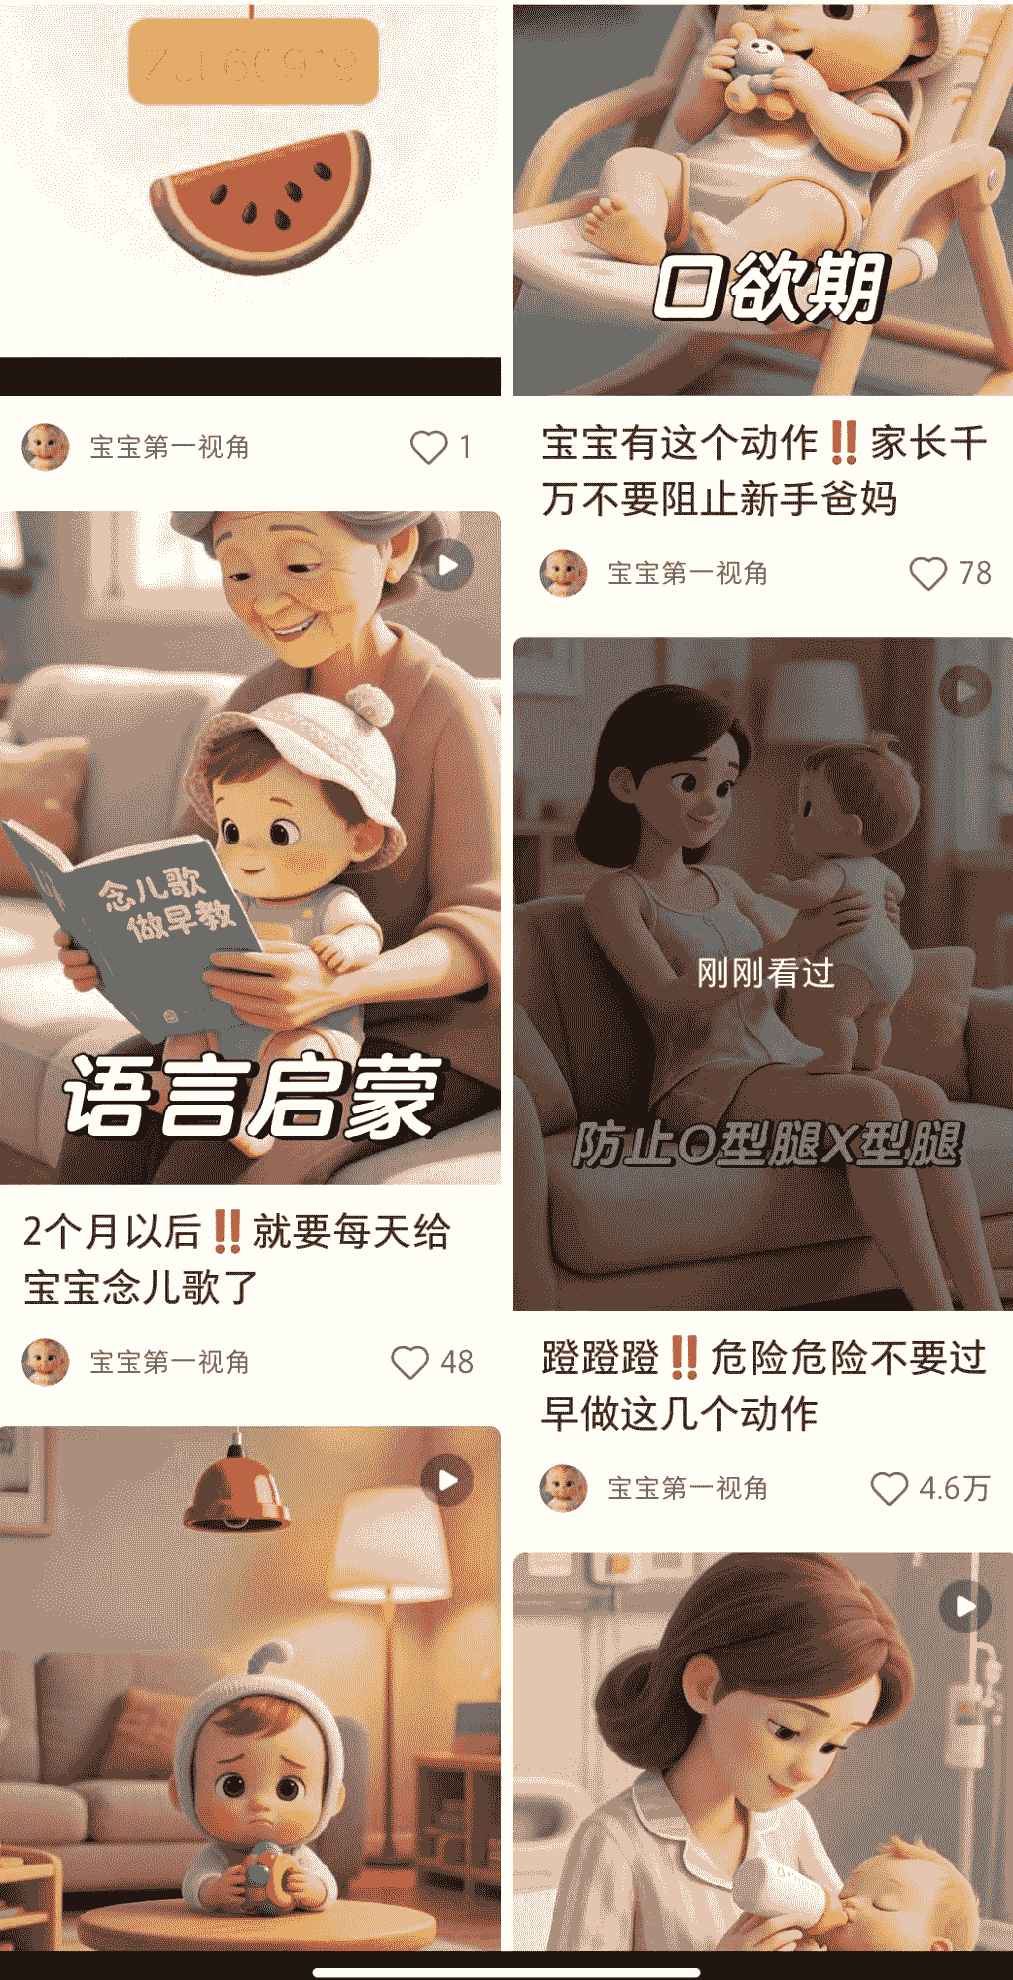 宝宝第一视角
1
念儿歌
做早教
语言启蒙
2个月以后‼️就要每天给
宝宝念儿歌了
宝宝第一视角
48
口欲期
宝宝有这个动作‼️家长千
万不要阻止新手爸妈
宝宝第一视角
78
刚刚看过
防止O型腿X型腿
蹬蹬蹬‼️危险危险不要过
早做这几个动作
宝宝第一视角
4.6万